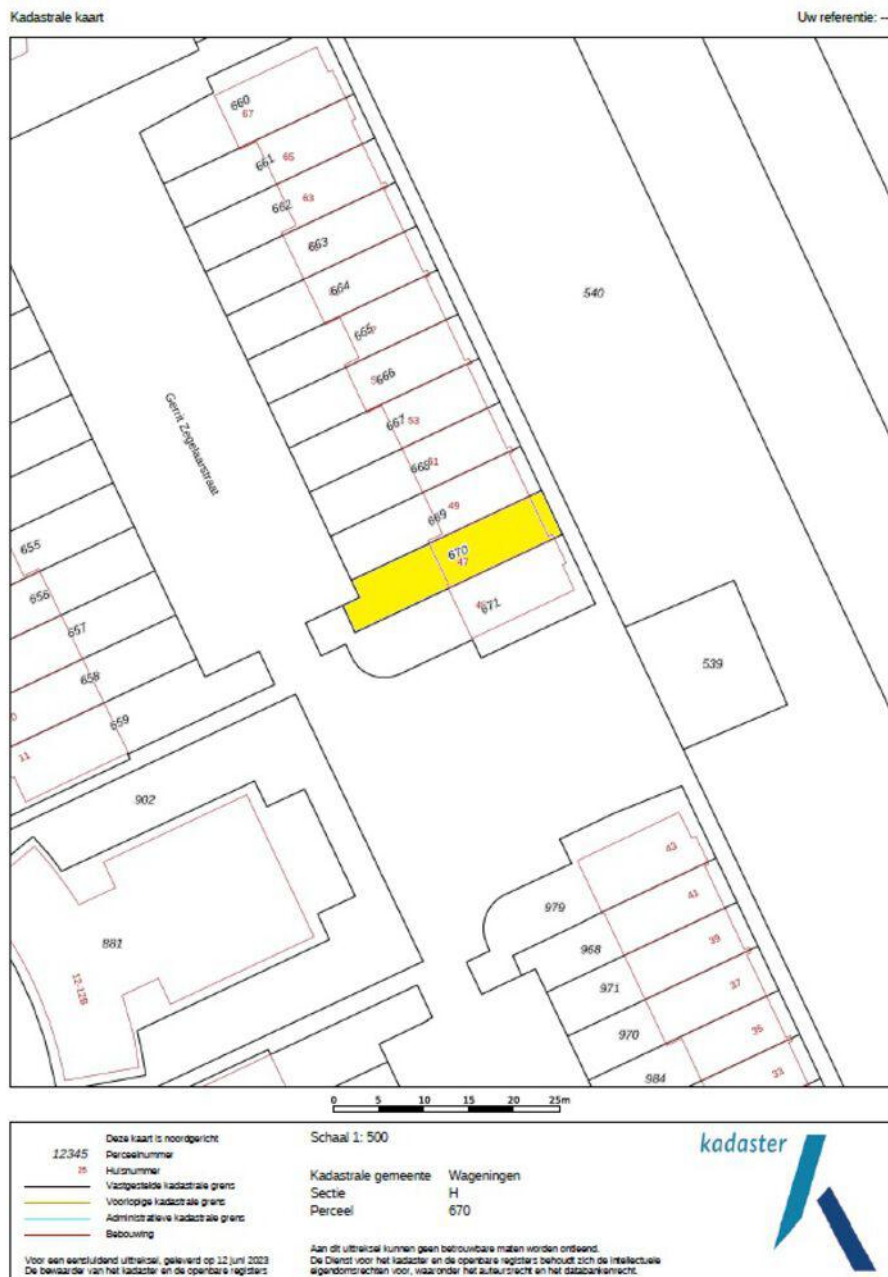 Kadastrale kaart
Uw referentie: --
660
67
661
65
662
63
663
664
665
540
666
667
53
668
51
Gerrit Zegelaarstraat
669
49
655
670
47
656
671
657
539
658
659
11
902
43
41
979
881
39
968
12-12B
37
971
970
35
984
33
0 5 10 15 20 25m
Deze kaart is noordgericht
12345 Perceelnummer
25 Huisnummer
Vastgestelde kadastrale grens
Voorlopige kadastrale grens
Administratieve kadastrale grens
Bebouwing
Voor een eensluidend uittreksel, geleverd op 12 juni 2023
De bewaarder van het kadaster en de openbare registers
Schaal 1: 500
Kadastrale gemeente Wageningen
Sectie H
Perceel 670
Aan dit uittreksel kunnen geen betrouwbare maten worden ontleend.
De Dienst voor het kadaster en de openbare registers behoudt zich de intellectuele
eigendomsrechten voor, waaronder het auteursrecht en het databankenrecht.
kadaster